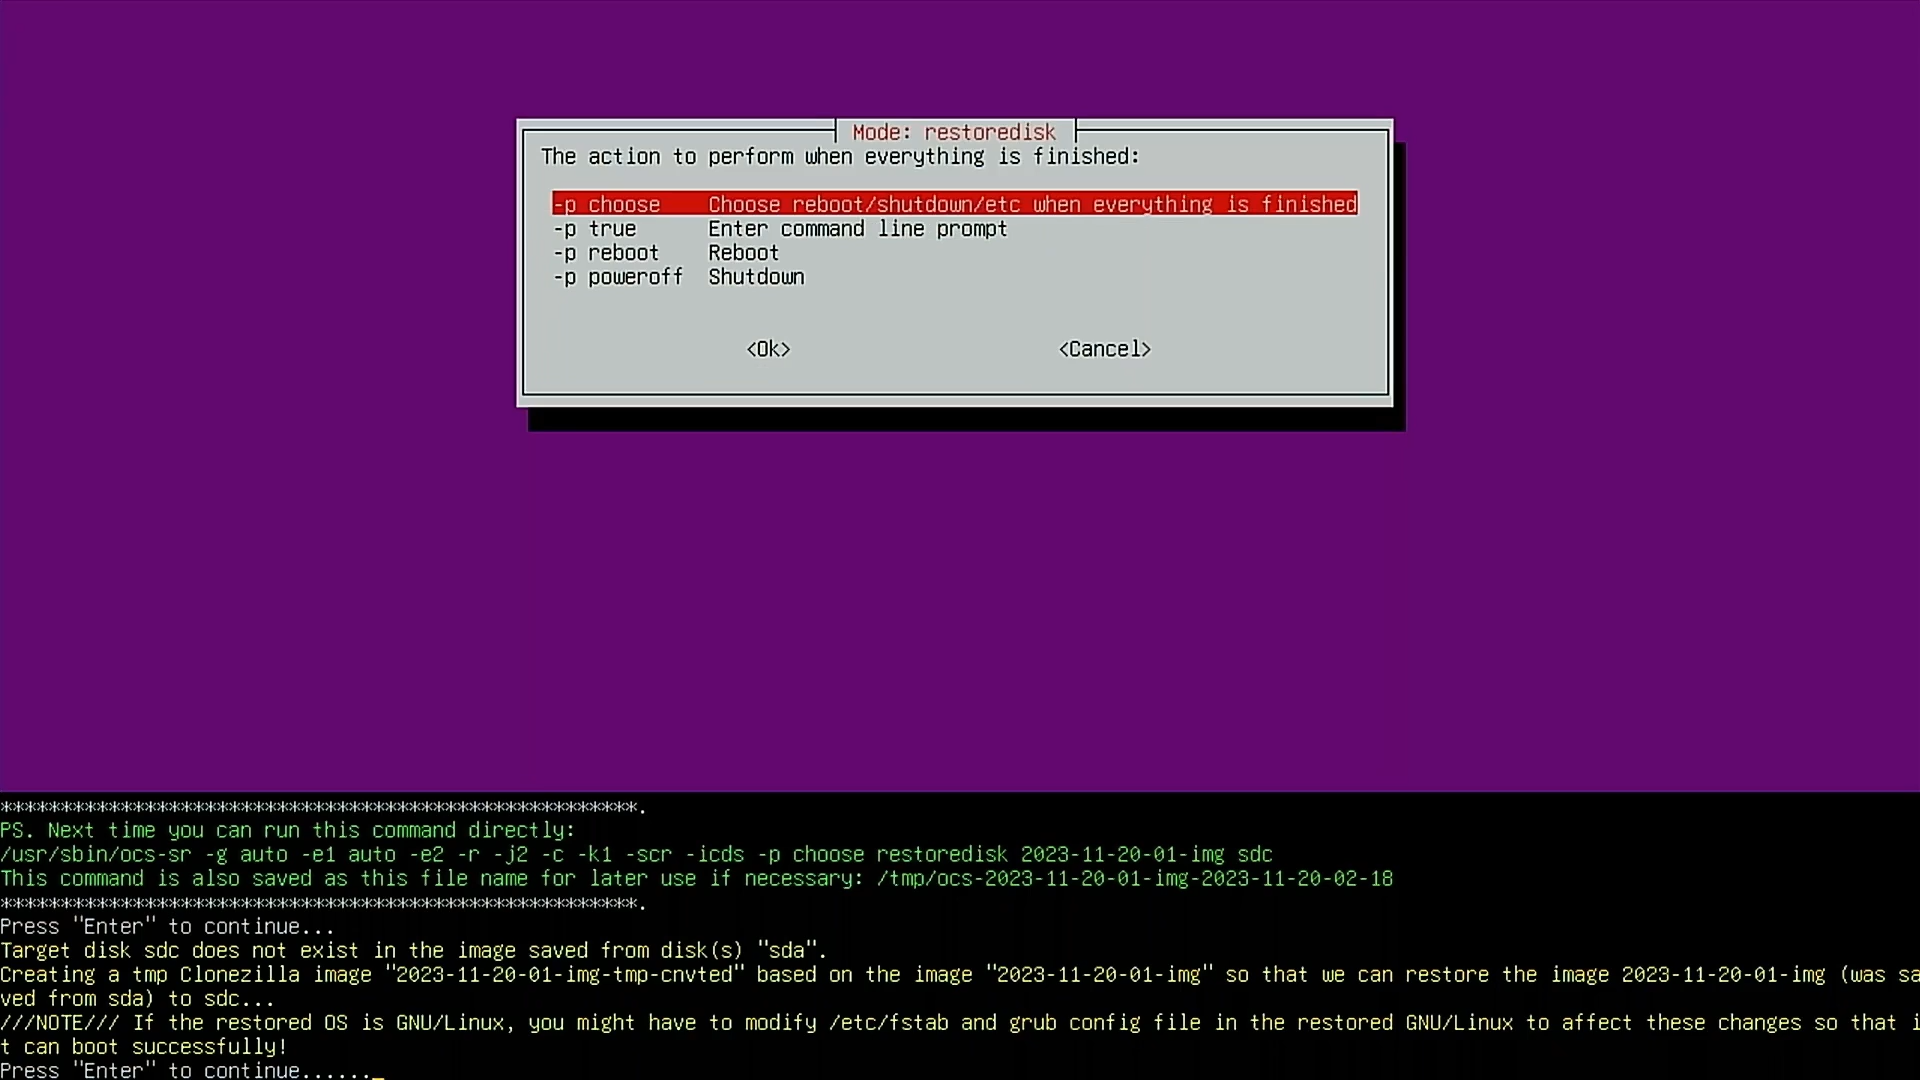 Mode: restoredisk
The action to perform when everything is finished:
-p choose    Choose reboot/shutdown/etc when everything is finished
-p true      Enter command line prompt
-p reboot    Reboot
-p poweroff  Shutdown
<Ok>    <Cancel>
*****************************************************.
PS. Next time you can run this command directly:
/usr/sbin/ocs-sr -g auto -e1 auto -e2 -r -j2 -c -k1 -scr -icds -p choose restoredisk 2023-11-20-01-img sdc
This command is also saved as this file name for later use if necessary: /tmp/ocs-2023-11-20-01-img-2023-11-20-02-18
*****************************************************.
Press "Enter" to continue...
Target disk sdc does not exist in the image saved from disk(s) "sda".
Creating a tmp Clonezilla image "2023-11-20-01-img-tmp-cnvted" based on the image "2023-11-20-01-img" so that we can restore the image 2023-11-20-01-img (was sa
ved from sda) to sdc...
///NOTE/// If the restored OS is GNU/Linux, you might have to modify /etc/fstab and grub config file in the restored GNU/Linux to affect these changes so that i
t can boot successfully!
Press "Enter" to continue......_